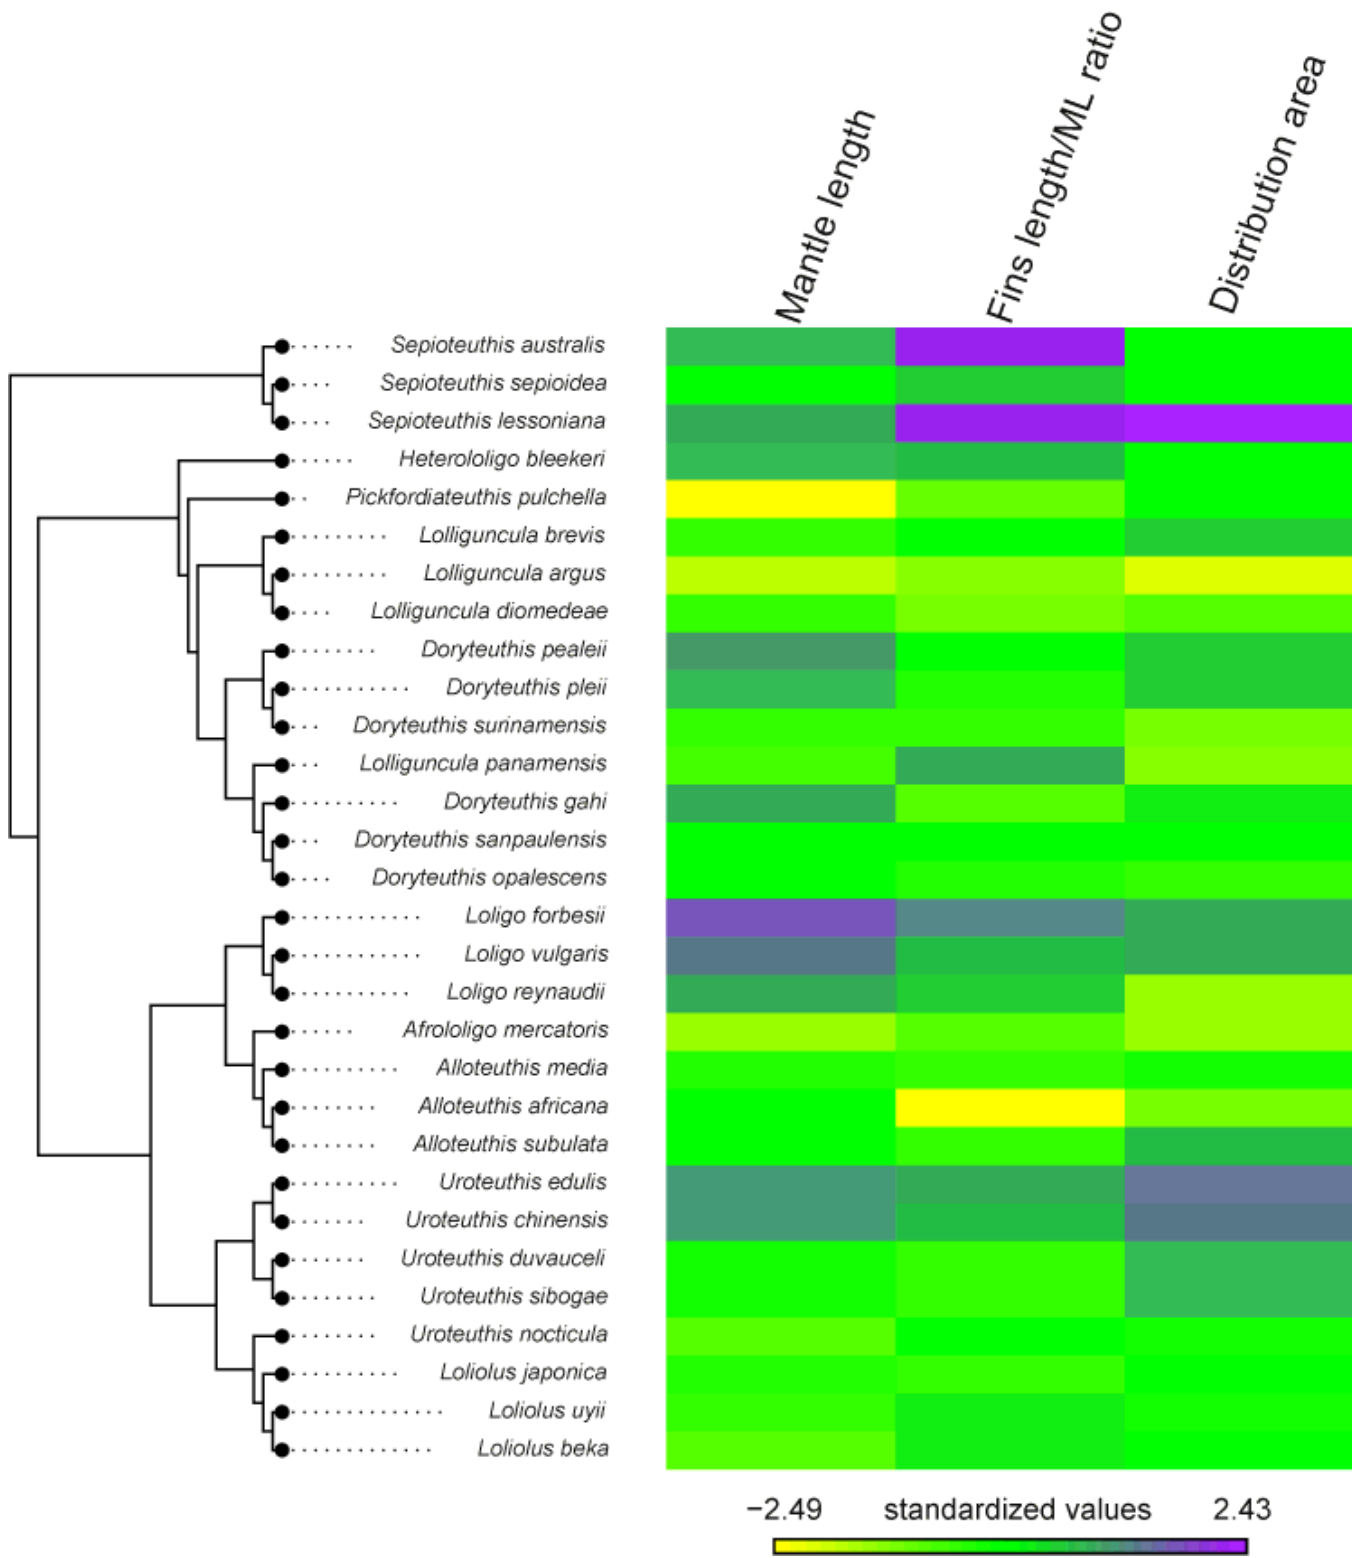 Mantle length
Fins length/ML ratio
Distribution area
Sepioteuthis australis
Sepioteuthis sepioidea
Sepioteuthis lessoniana
Heterololigo bleekeri
Pickfordiateuthis pulchella
Lolliguncula brevis
Lolliguncula argus
Lolliguncula diomedeae
Doryteuthis pealeii
Doryteuthis pleii
Doryteuthis surinamensis
Lolliguncula panamensis
Doryteuthis gahi
Doryteuthis sanpaulensis
Doryteuthis opalescens
Loligo forbesii
Loligo vulgaris
Loligo reynaudii
Afrololigo mercatoris
Alloteuthis media
Alloteuthis africana
Alloteuthis subulata
Uroteuthis edulis
Uroteuthis chinensis
Uroteuthis duvauceli
Uroteuthis sibogae
Uroteuthis nocticula
Loliolus japonica
Loliolus uyii
Loliolus beka
−2.49 standardized values 2.43